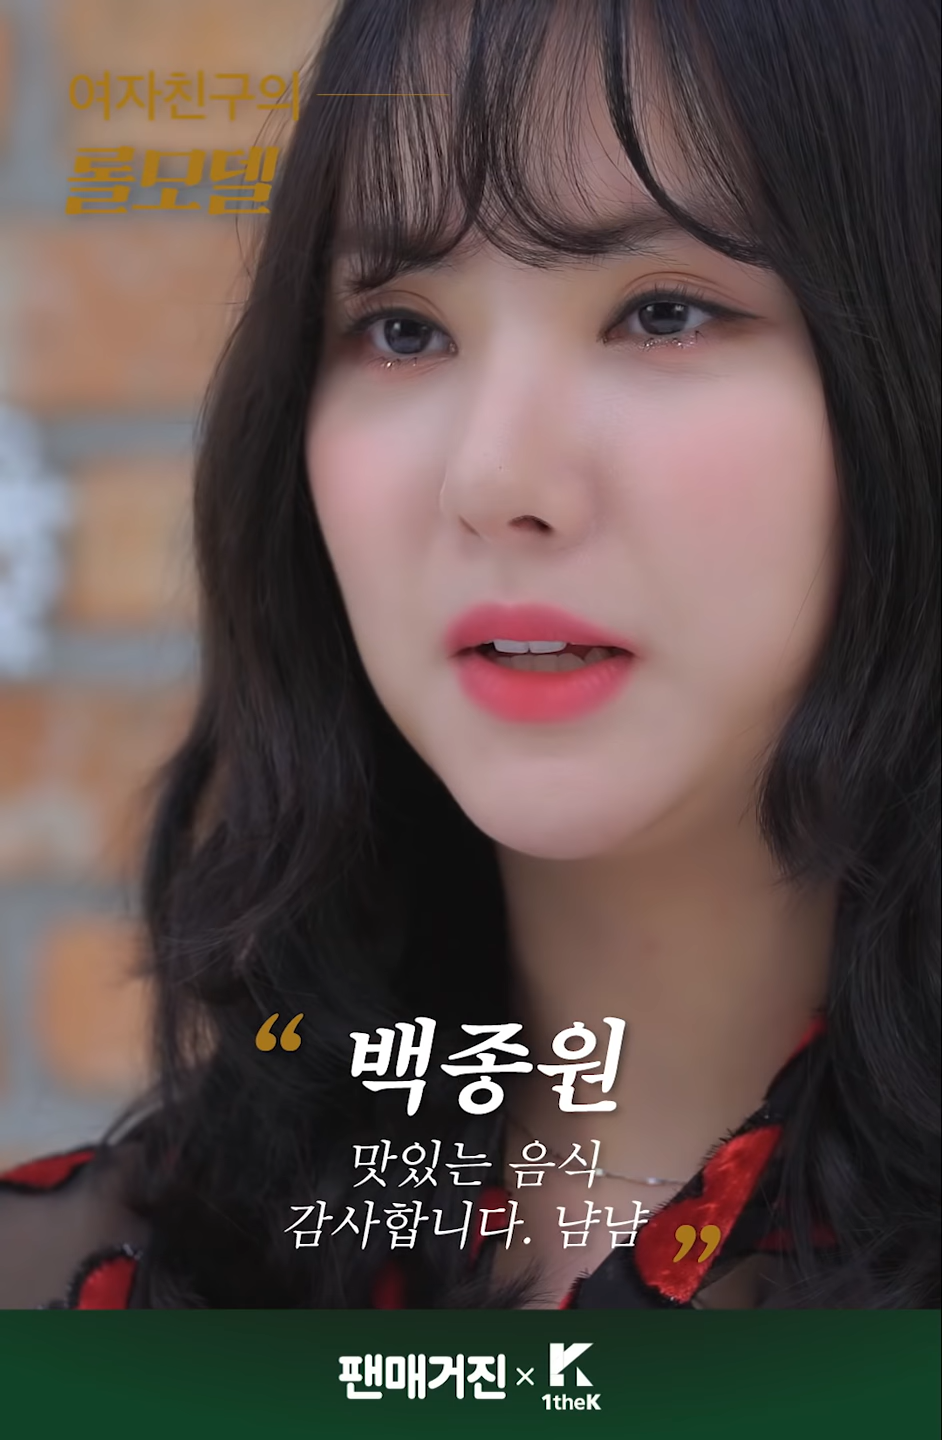 여자친구의
롤모델
“ 백종원
맛있는 음식
감사합니다. 냠냠 ”
팬매거진 × K
1theK